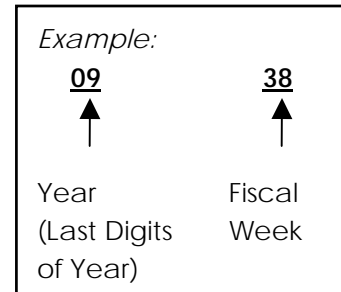 Example:
09 38
Year Fiscal
(Last Digits Week
of Year)